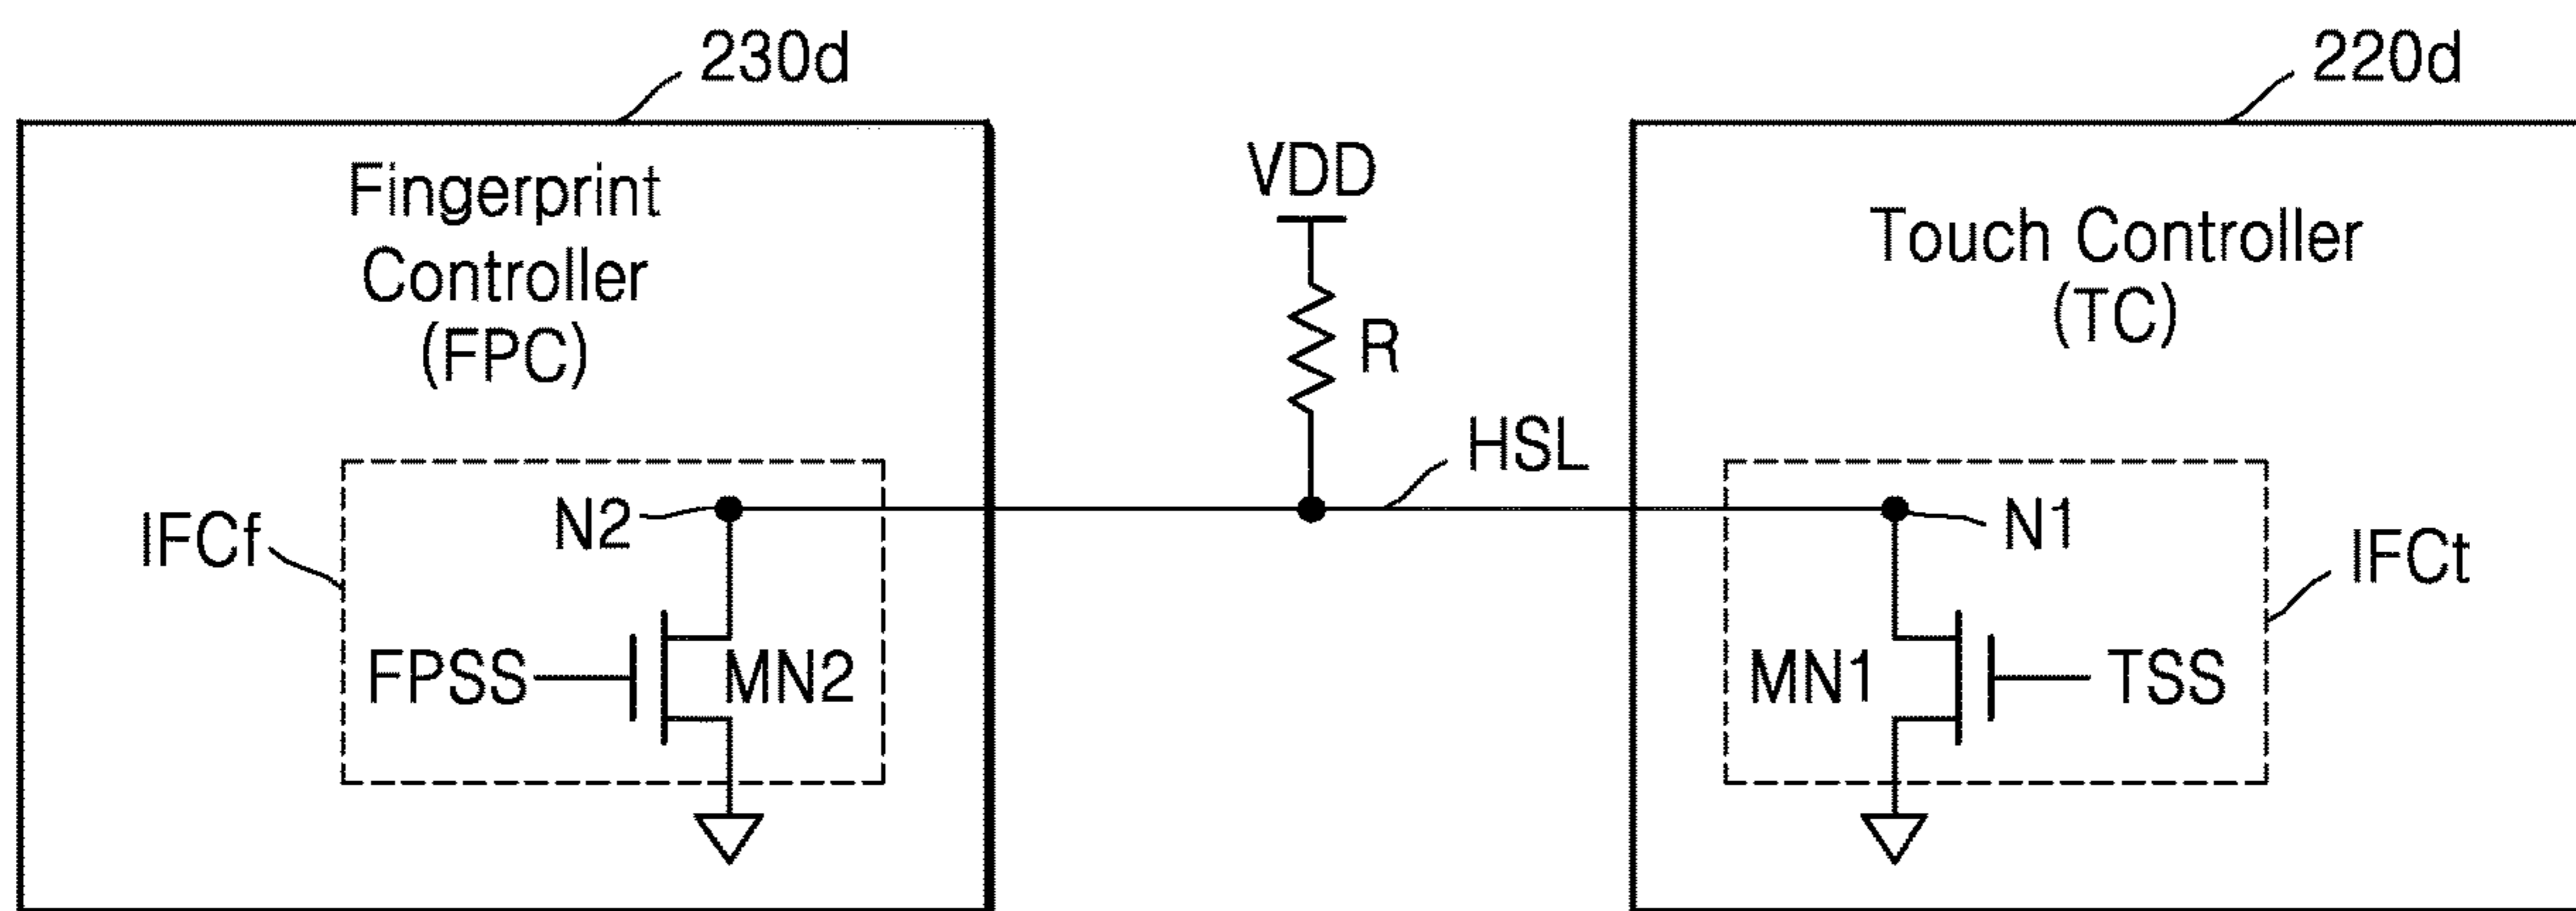 230d
220d
Fingerprint
Controller
(FPC)
VDD
R
HSL
Touch Controller
(TC)
IFCf
N2
FPSS
MN2
N1
IFCt
MN1
TSS